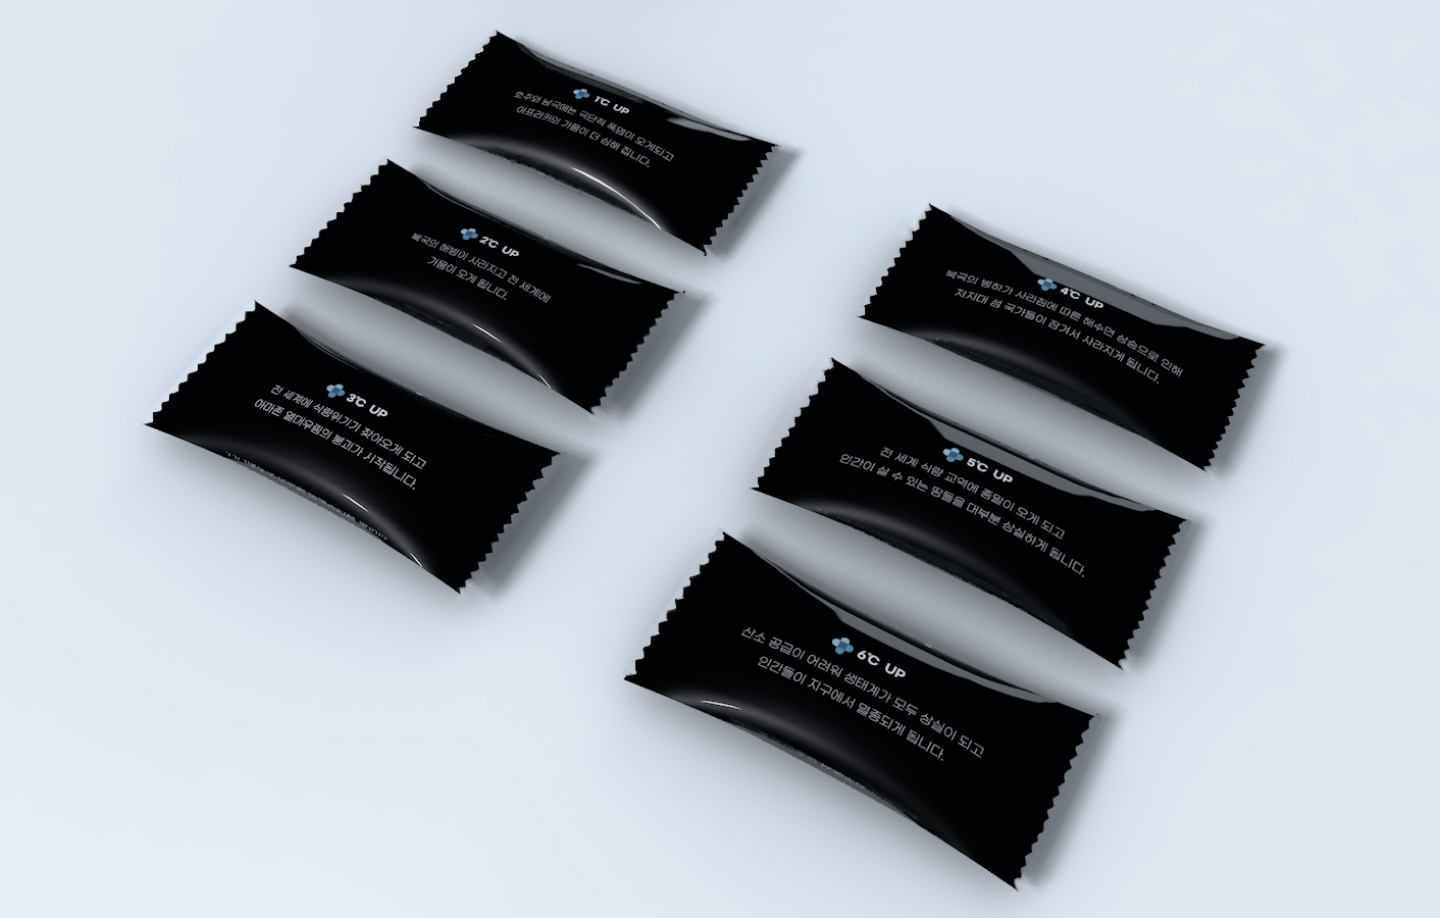 1℃ UP
호주와 남극에는 극단적 폭염이 오게되고
아프리카의 가뭄이 더 심해 집니다.
2℃ UP
북극의 해빙이 사라지고 전 세계에
가뭄이 오게 됩니다.
3℃ UP
전 세계에 식량위기가 찾아오게 되고
아마존 열대우림의 붕괴가 시작됩니다.
4℃ UP
북극의 빙하가 사라짐에 따른 해수면 상승으로 인해
저지대 섬 국가들이 잠겨서 사라지게 됩니다.
5℃ UP
전 세계 식량 교역에 종말이 오게 되고
인간이 살 수 있는 땅들을 대부분 상실하게 됩니다.
6℃ UP
산소 공급이 어려워 생태계가 모두 상실이 되고
인간들이 지구에서 멸종되게 됩니다.